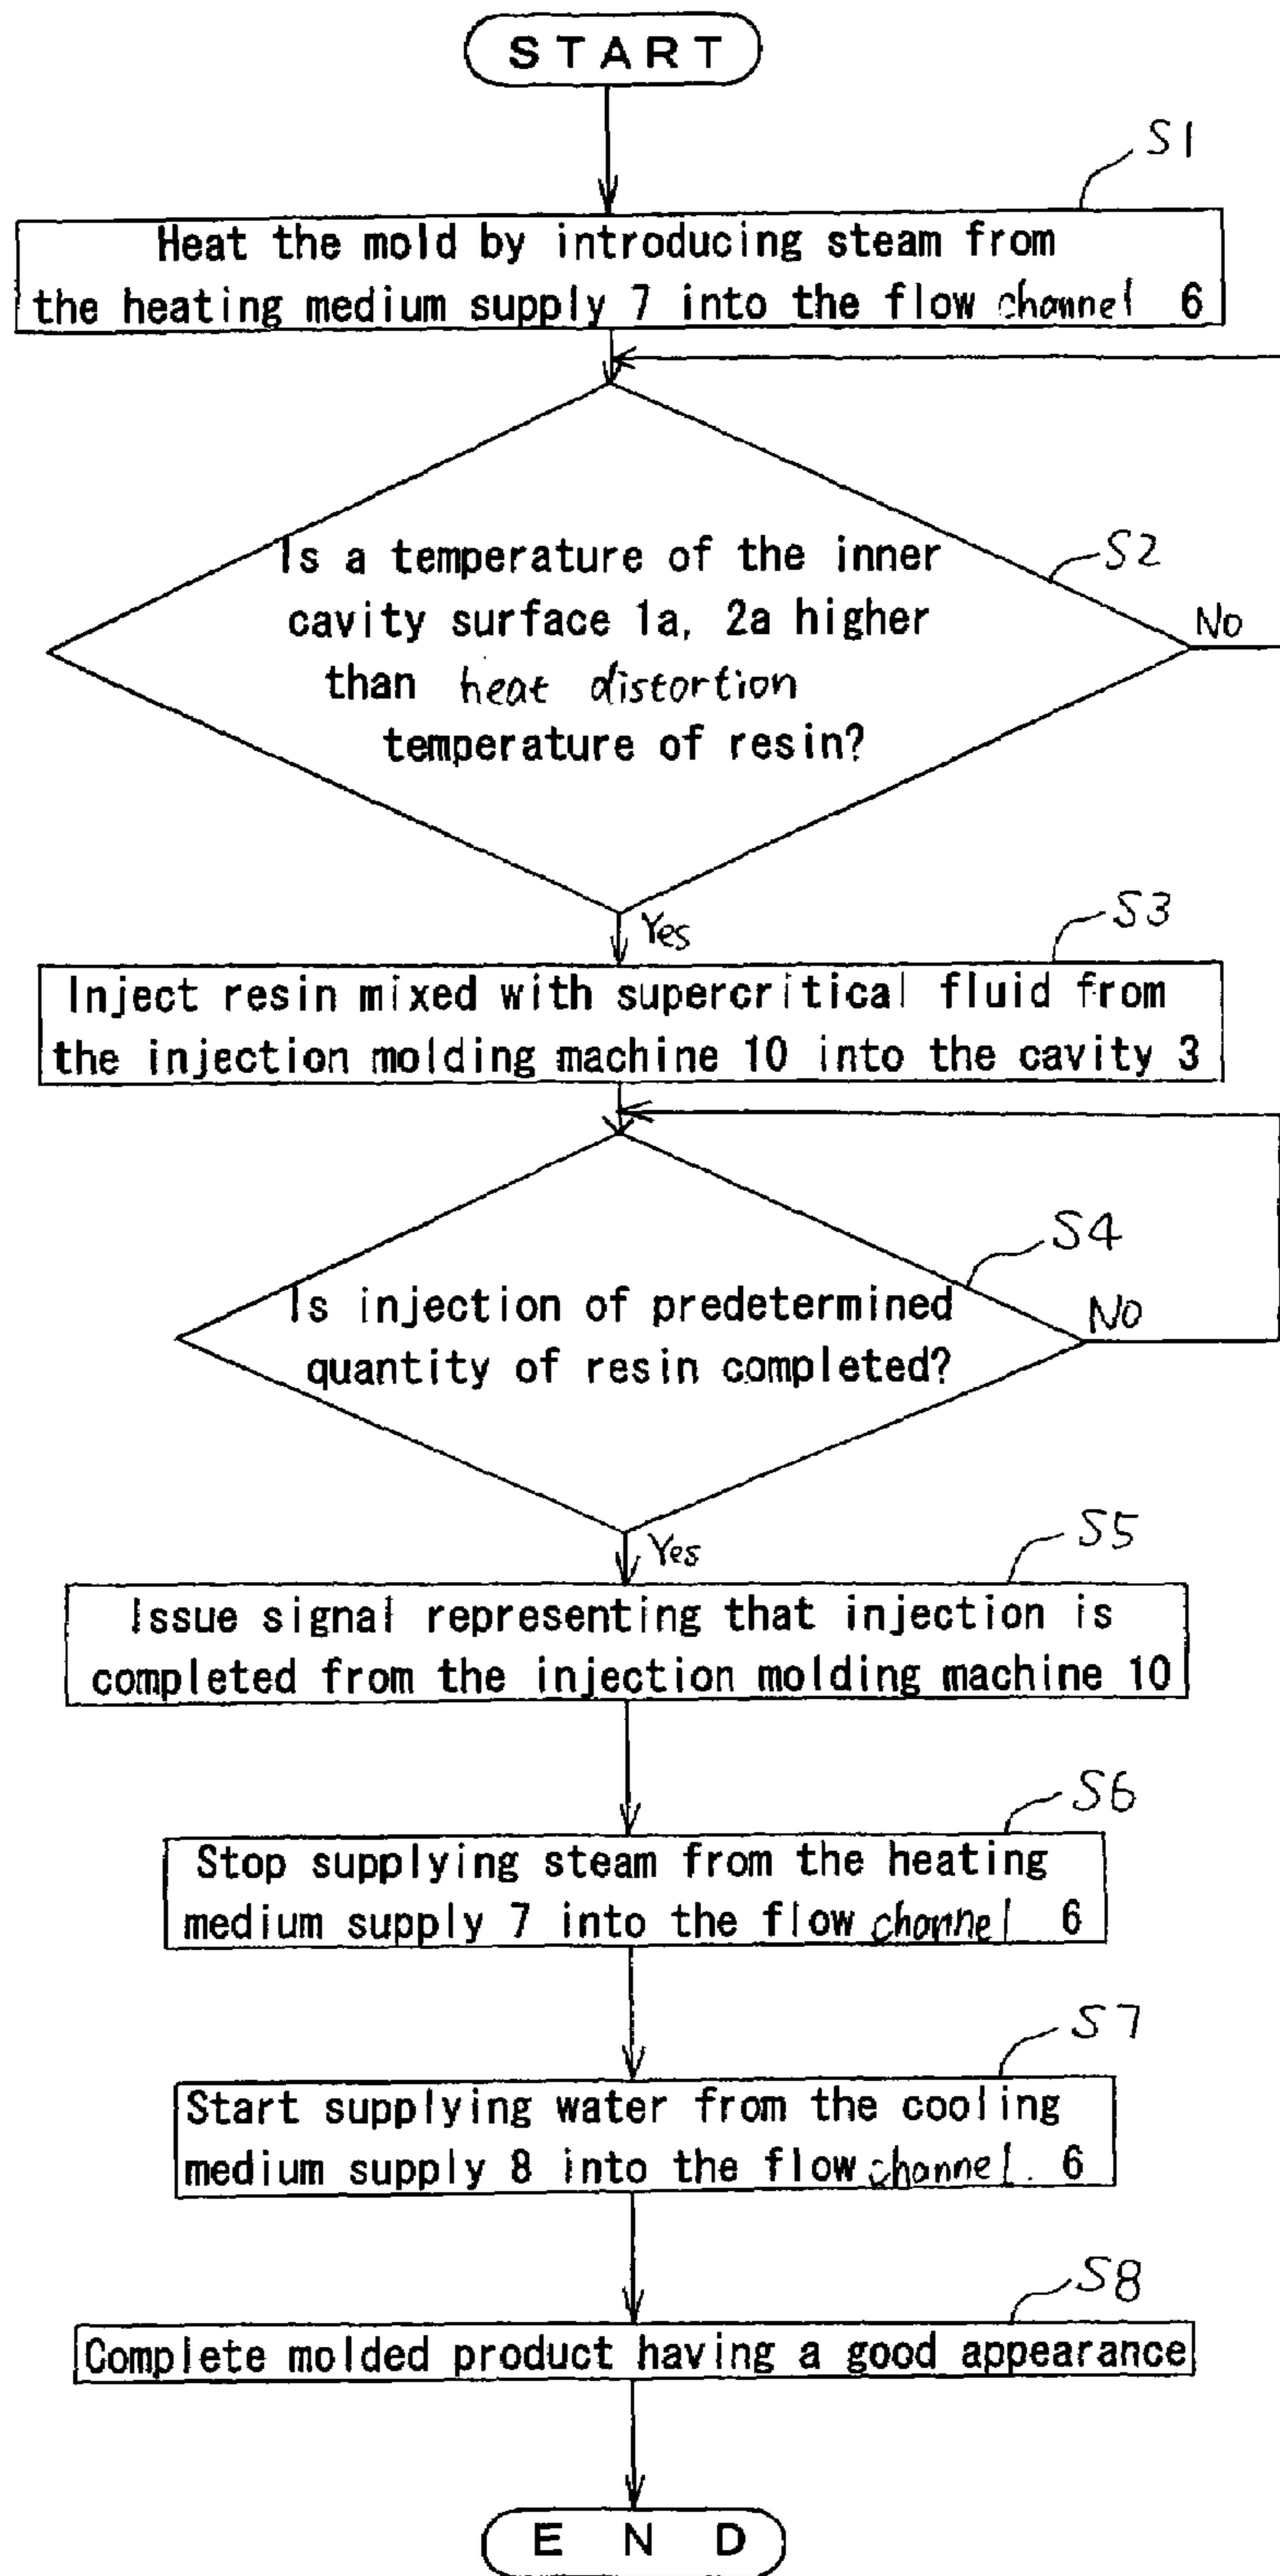 START
S1
Heat the mold by introducing steam from
the heating medium supply 7 into the flow channel 6
Is a temperature of the inner
cavity surface 1a, 2a higher
than heat distortion
temperature of resin?
S2
No
Yes
S3
Inject resin mixed with supercritical fluid from
the injection molding machine 10 into the cavity 3
S4
Is injection of predetermined
quantity of resin completed?
No
Yes
S5
Issue signal representing that injection is
completed from the injection molding machine 10
S6
Stop supplying steam from the heating
medium supply 7 into the flow channel 6
S7
Start supplying water from the cooling
medium supply 8 into the flow channel 6
S8
Complete molded product having a good appearance
END